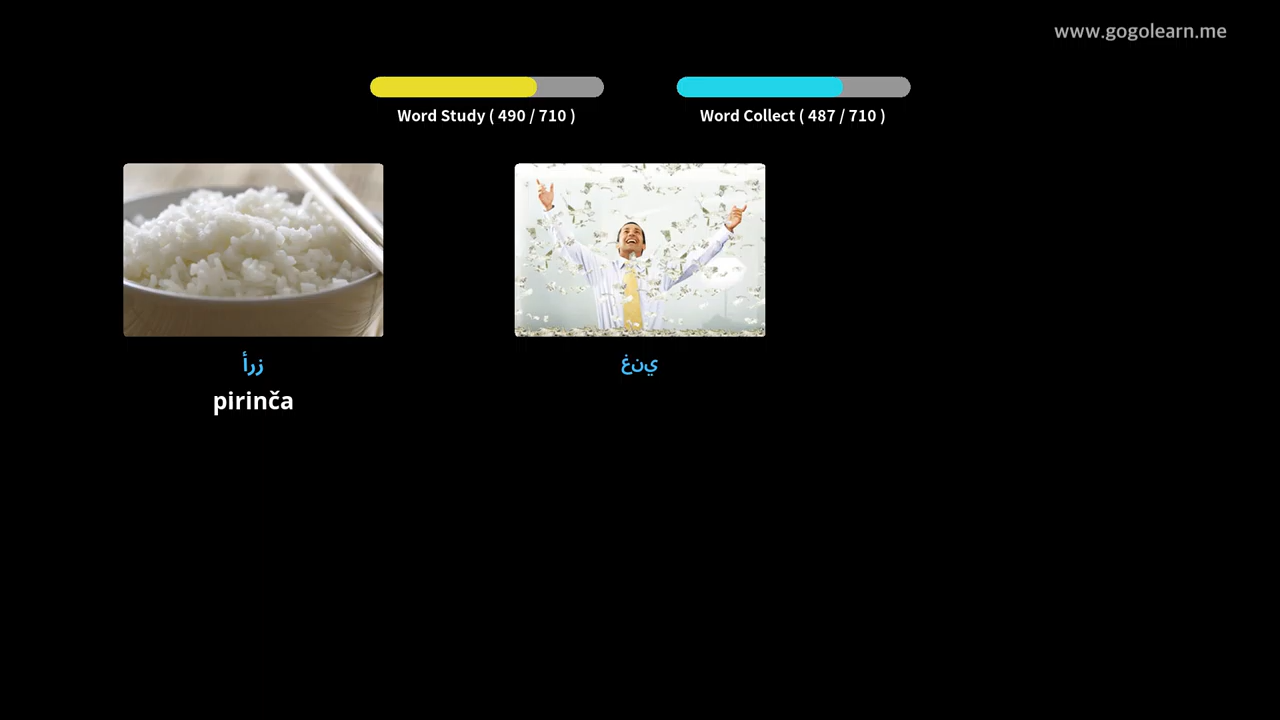 www.gogolearn.me
Word Study ( 490 / 710 )
Word Collect ( 487 / 710 )
أرز
غني
pirinča